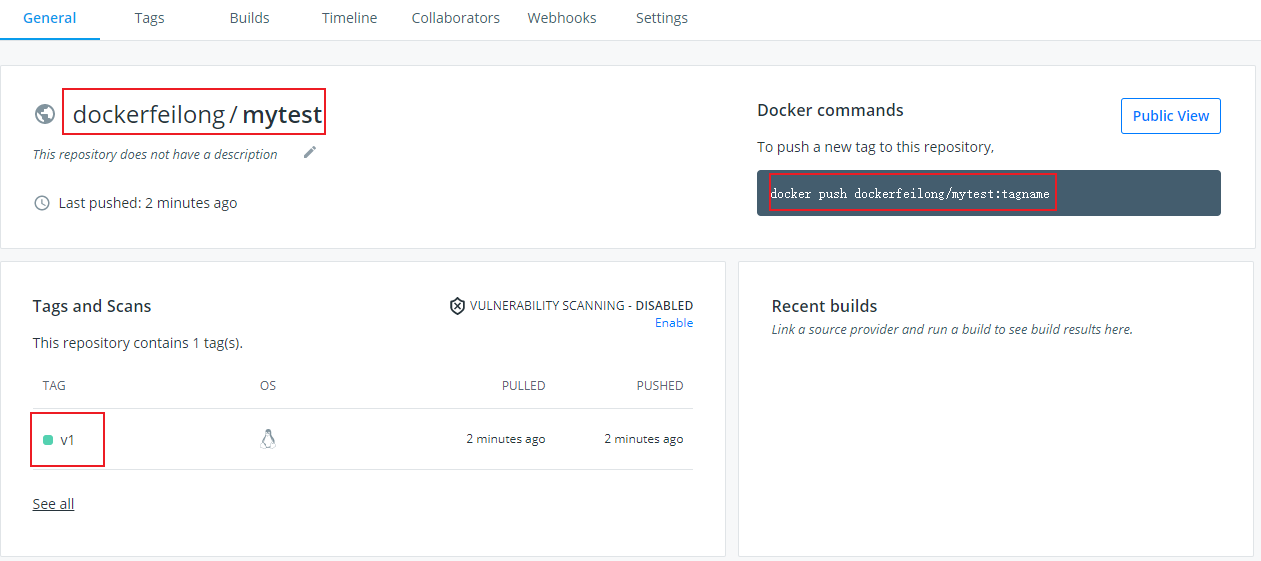 General Tags Builds Timeline Collaborators Webhooks Settings
dockerfeilong / mytest
This repository does not have a description
Last pushed: 2 minutes ago
Docker commands
Public View
To push a new tag to this repository,
docker push dockerfeilong/mytest:tagname
Tags and Scans
VULNERABILITY SCANNING - DISABLED
Enable
This repository contains 1 tag(s).
TAG OS PULLED PUSHED
v1 2 minutes ago 2 minutes ago
See all
Recent builds
Link a source provider and run a build to see build results here.